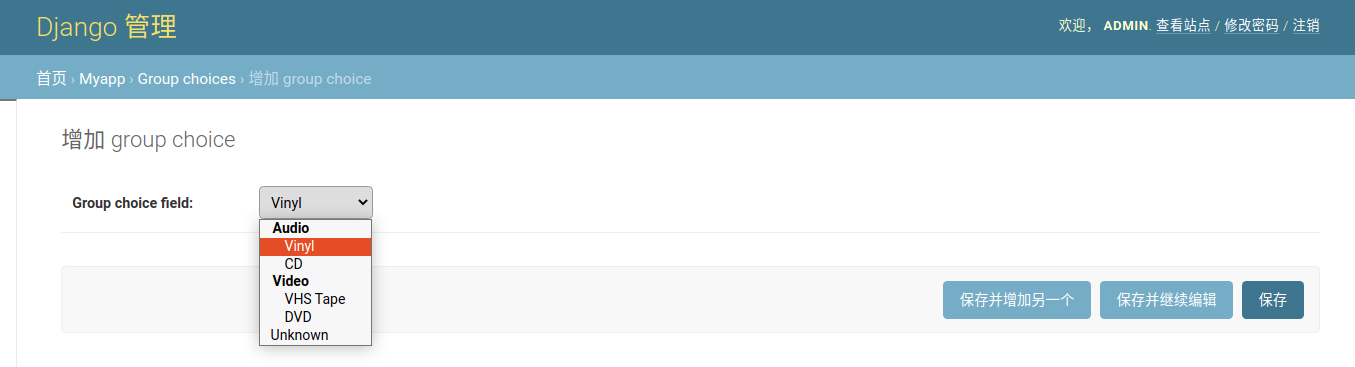 Django 管理
欢迎， ADMIN. 查看站点 / 修改密码 / 注销
首页 › Myapp › Group choices › 增加 group choice
增加 group choice
Group choice field:
Vinyl
Audio
Vinyl
CD
Video
VHS Tape
DVD
Unknown
保存并增加另一个
保存并继续编辑
保存